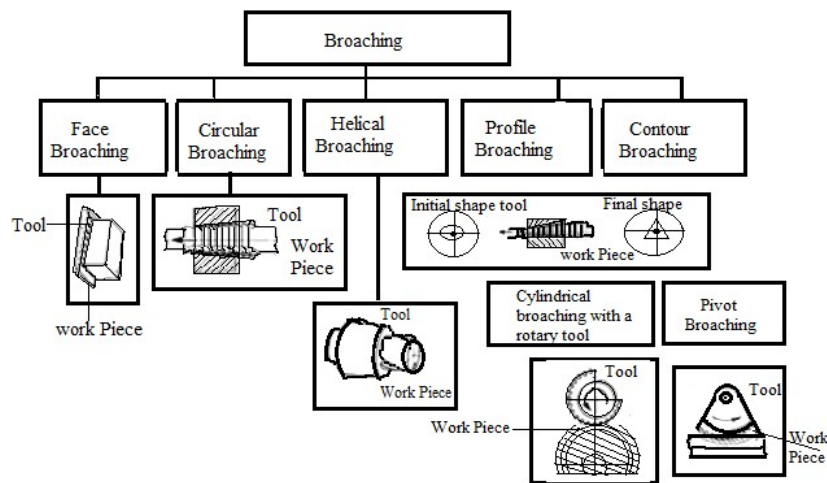 Broaching
Face
Broaching
Circular
Broaching
Helical
Broaching
Profile
Broaching
Contour
Broaching
Tool
work Piece
Tool
Work
Piece
Initial shape tool
Final shape
work Piece
Tool
Work Piece
Cylindrical
broaching with a
rotary tool
Pivot
Broaching
Tool
Work Piece
Tool
Work
Piece